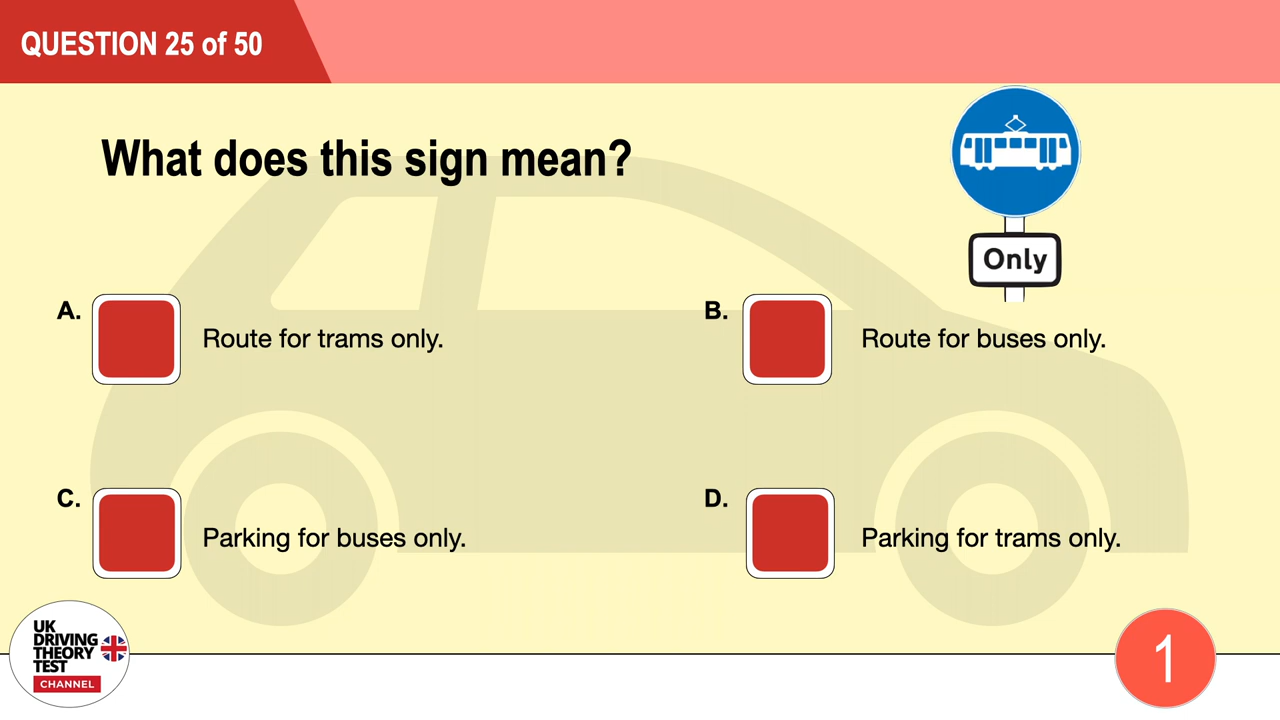 QUESTION 25 of 50
What does this sign mean?
Only
A.
Route for trams only.
B.
Route for buses only.
C.
Parking for buses only.
D.
Parking for trams only.
UK
DRIVING
THEORY
TEST
CHANNEL
1